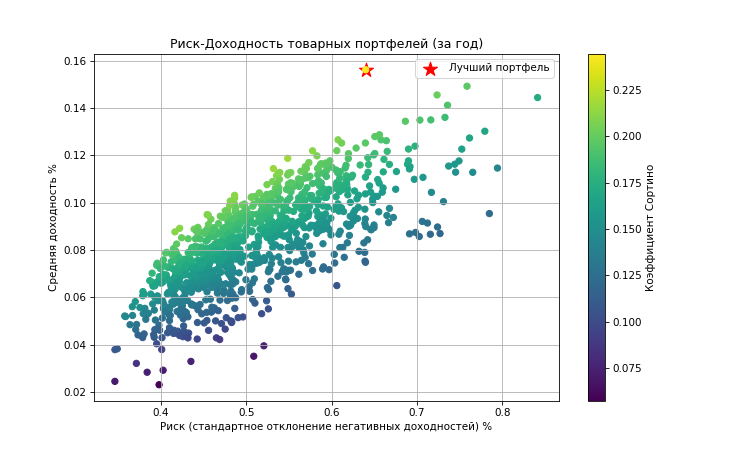 Риск-Доходность товарных портфелей (за год)
Лучший портфель
0.16
0.14
0.12
0.10
0.08
0.06
0.04
0.02
Средняя доходность %
0.4 0.5 0.6 0.7 0.8
Риск (стандартное отклонение негативных доходностей) %
0.225
0.200
0.175
0.150
0.125
0.100
0.075
Коэффициент Сортино